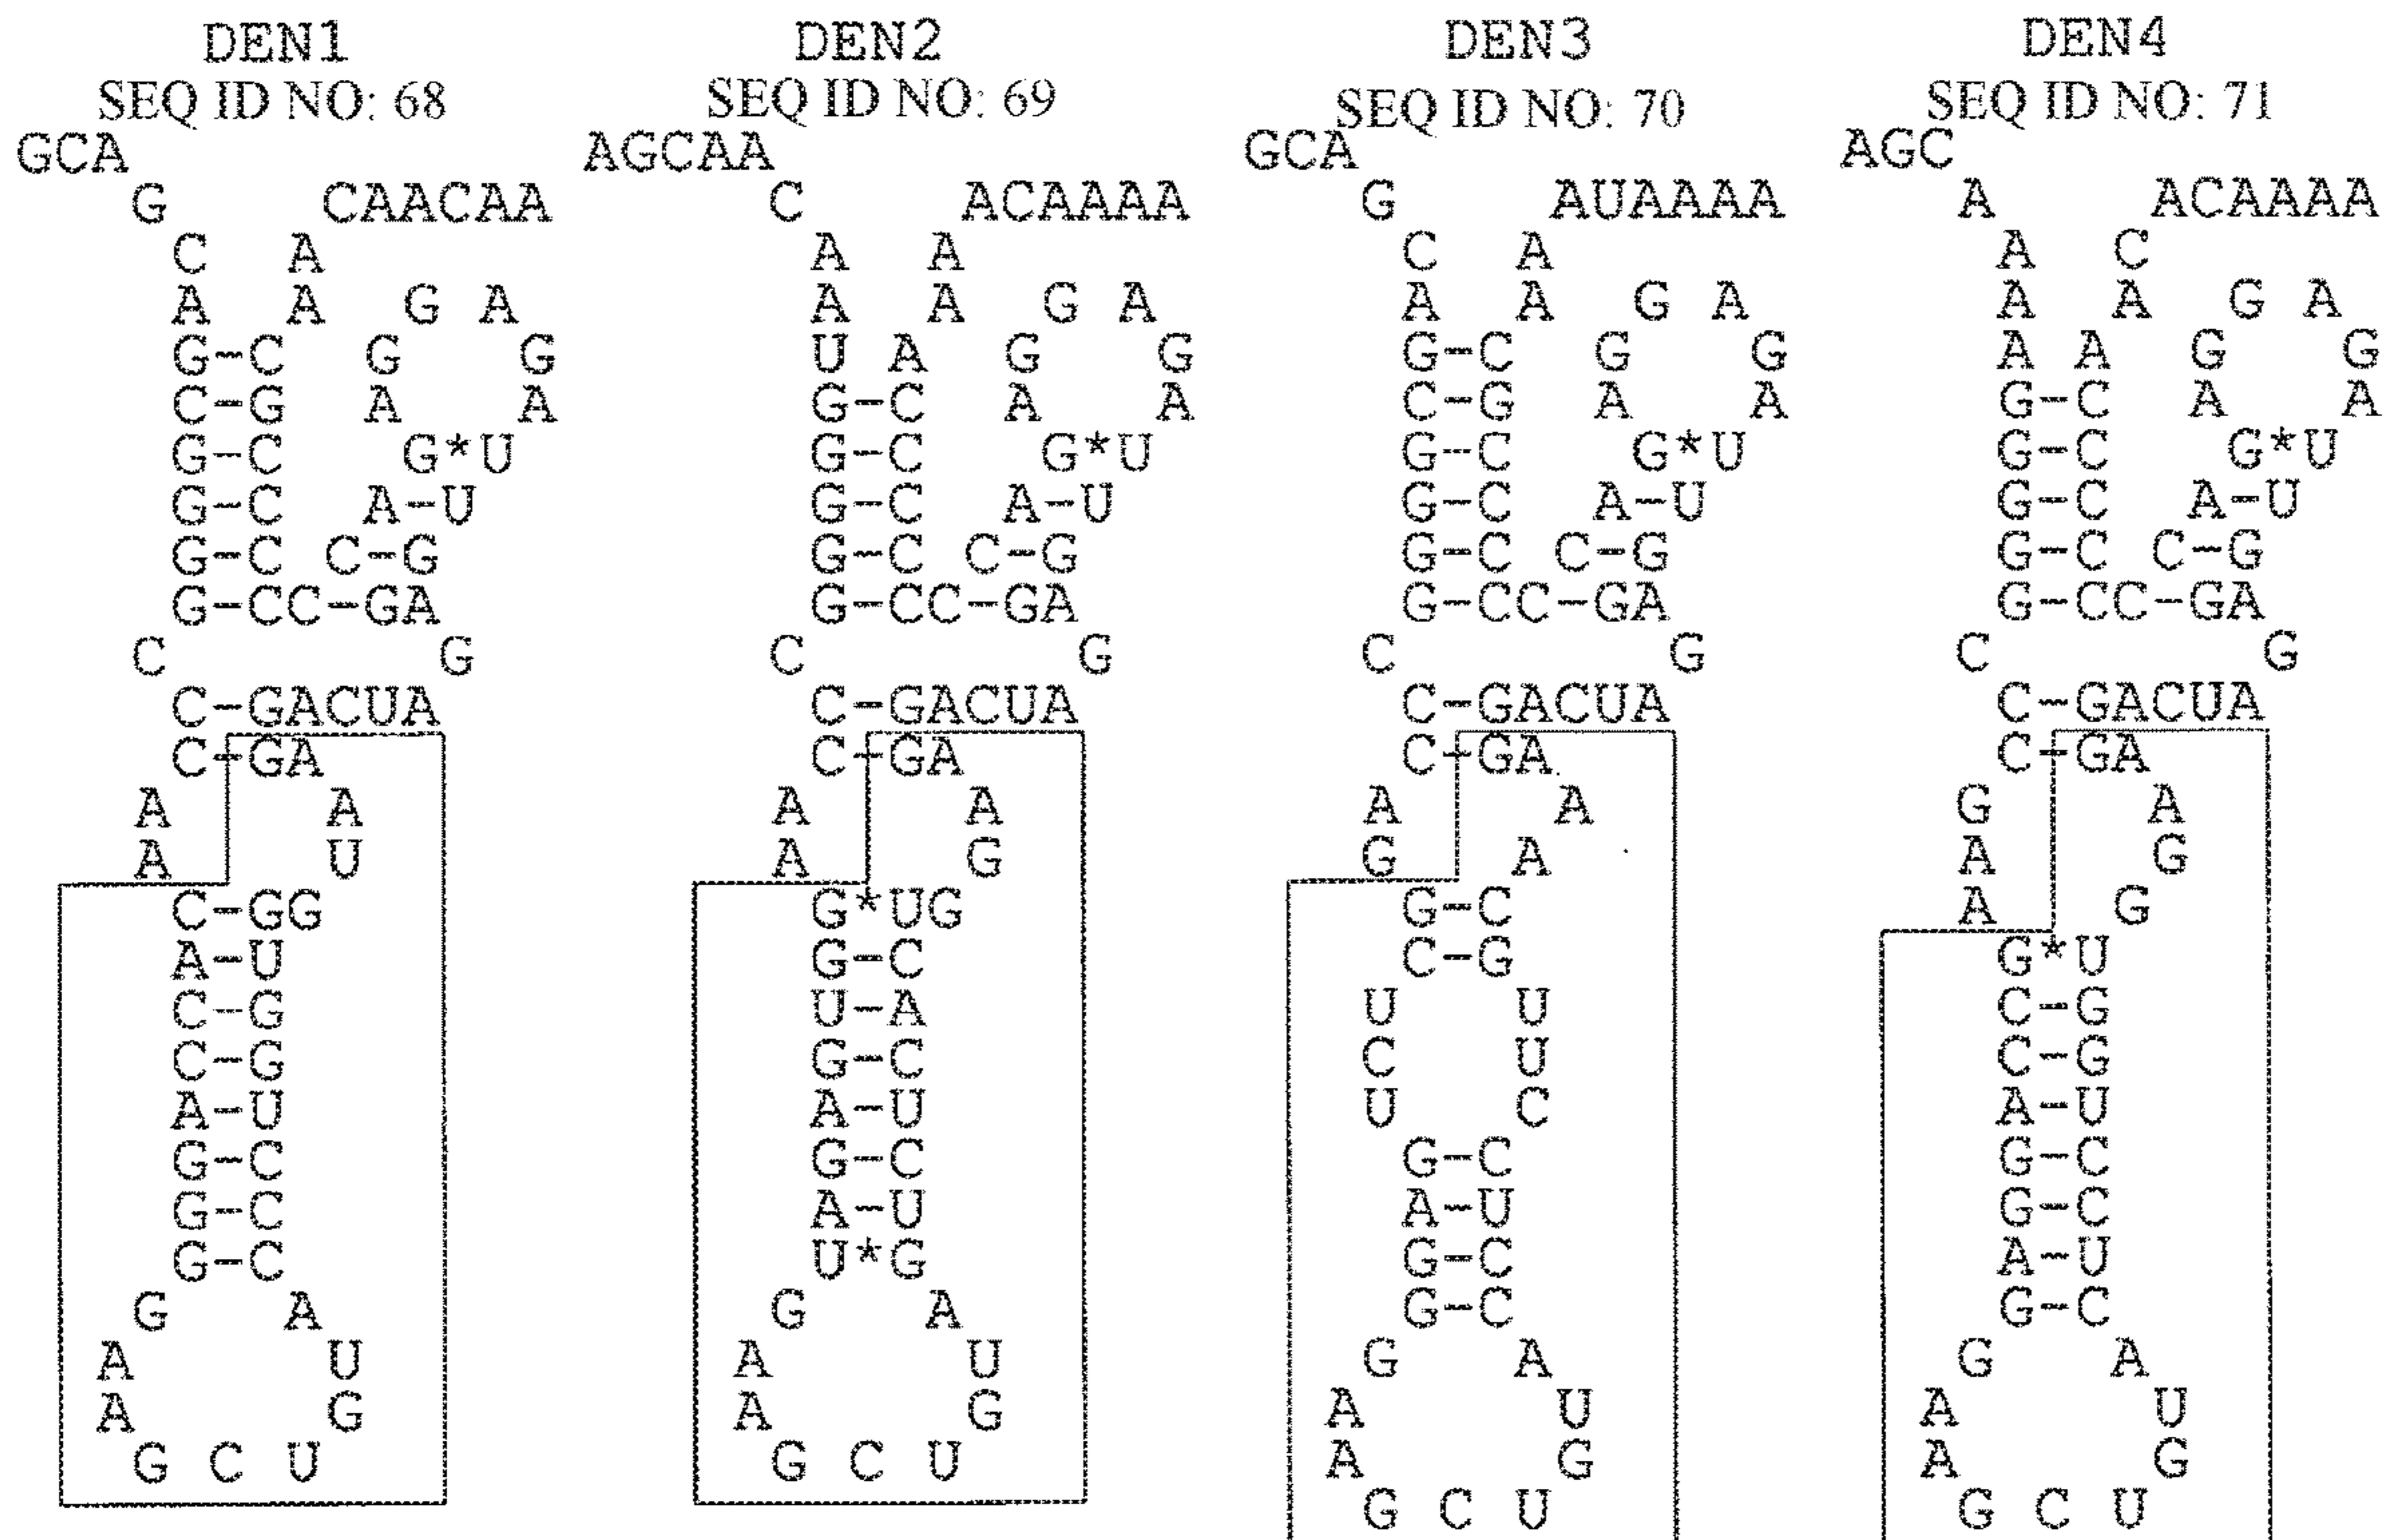 DEN1 DEN2 DEN3 DEN4
SEQ ID NO: 68 SEQ ID NO: 69 SEQ ID NO: 70 SEQ ID NO: 71
GCA AGCAA GCA AGC
G CAACAA C ACAAAA G AUAAAA A ACAAAA
C A A A C A A C
A A G A A A G A A A G A A A G A
G-C G G U A G G G-C G G A A G G
C-G A A G-C A A C-G A A G-C A A
G-C G*U G-C G*U G-C G*U G-C G*U
G-C A-U G-C A-U G-C A-U G-C A-U
G-C C-G G-C C-G G-C C-G G-C C-G
G-CC-GA G-CC-GA G-CC-GA G-CC-GA
C G C G C G C G
C-GACUA C-GACUA C-GACUA C-GACUA
C-GA C-GA C-GA C-GA
A A A A A A G A
A U A G G A A G
C-GG G*UG G-C A G
A-U G-C C-G G*U
C-G U-A U U C-G
C-G G-C C U C-G
A-U A-U U C A-U
G-C G-C G-C G-C
G-C A-U A-U G-C
G-C U*G G-C A-U
G A G A G-C G-C
A U A U G A G A
A G A G A U A U
G C U G C U A G A G
G C U G C U